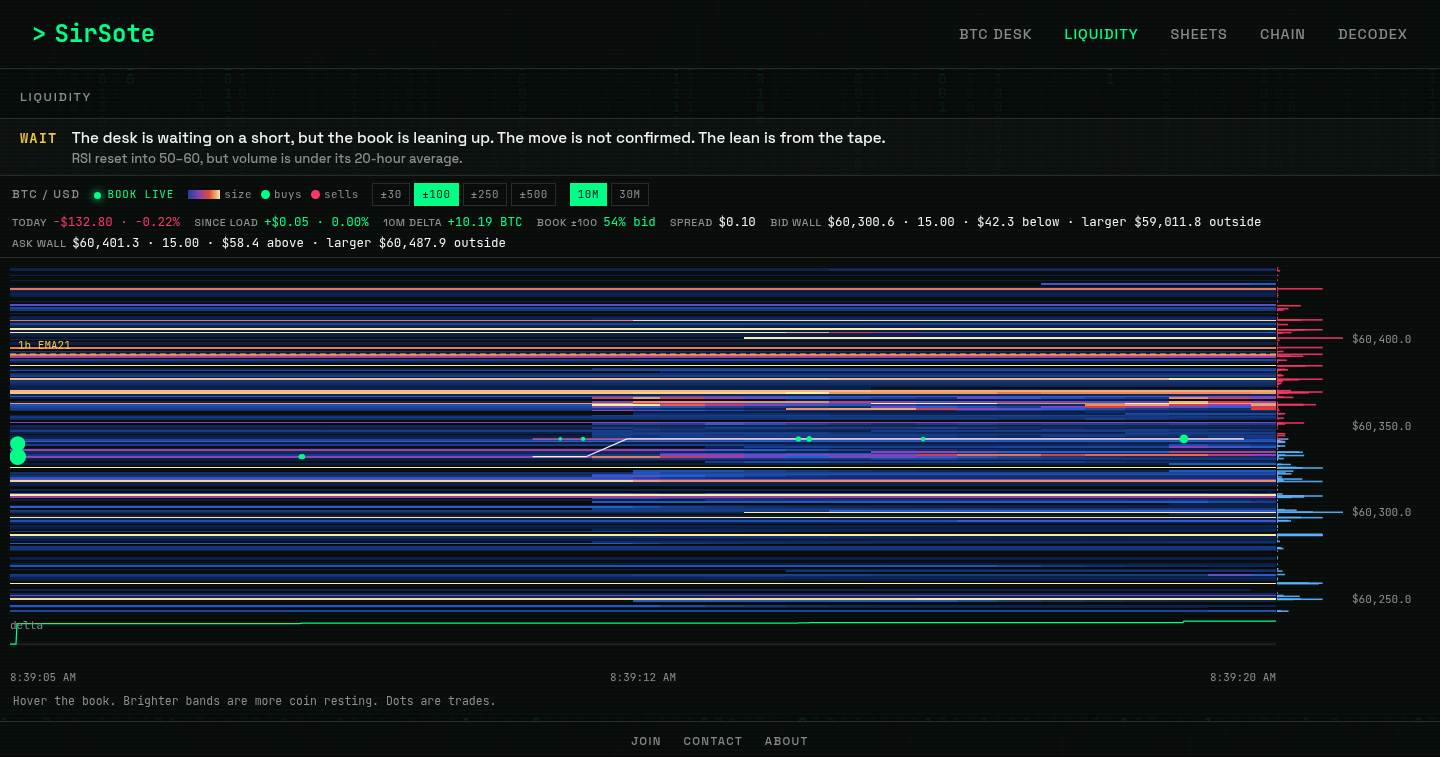 > SirSote
BTC DESK LIQUIDITY SHEETS CHAIN DECODEX
LIQUIDITY
WAIT The desk is waiting on a short, but the book is leaning up. The move is not confirmed. The lean is from the tape.
RSI reset into 50–60, but volume is under its 20-hour average.
BTC / USD BOOK LIVE size buys sells ±30 ±100 ±250 ±500 10M 30M
TODAY -$132.80 · -0.22% SINCE LOAD +$0.05 · 0.00% 10M DELTA +10.19 BTC BOOK ±100 54% bid SPREAD $0.10 BID WALL $60,300.6 · 15.00 · $42.3 below · larger $59,011.8 outside
ASK WALL $60,401.3 · 15.00 · $58.4 above · larger $60,487.9 outside
1h EMA21
$60,400.0
$60,350.0
$60,300.0
$60,250.0
delta
8:39:05 AM 8:39:12 AM 8:39:20 AM
Hover the book. Brighter bands are more coin resting. Dots are trades.
JOIN CONTACT ABOUT